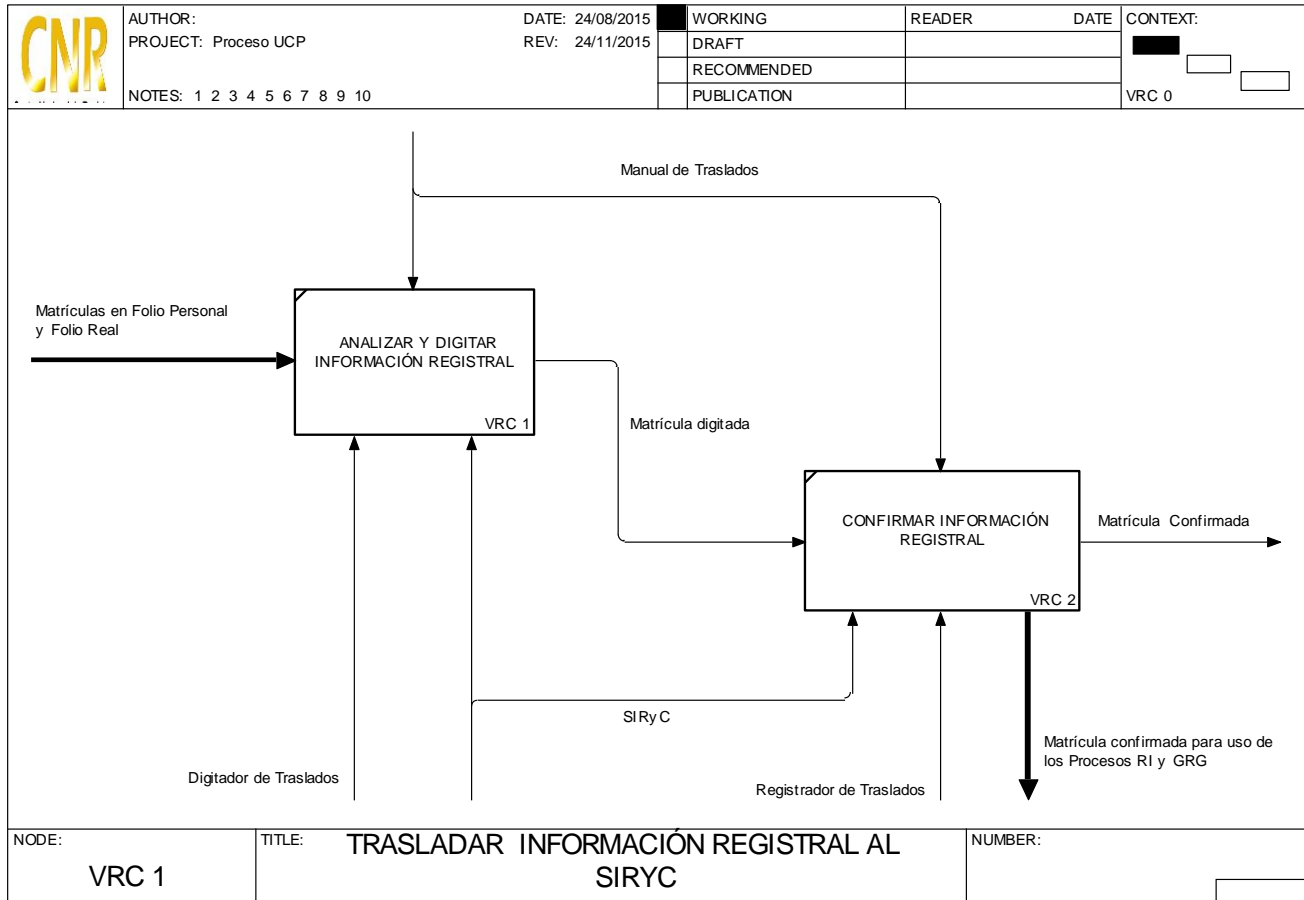 CNR
AUTHOR:
DATE: 24/08/2015
PROJECT: Proceso UCP
REV: 24/11/2015
NOTES: 1 2 3 4 5 6 7 8 9 10
WORKING
DRAFT
RECOMMENDED
PUBLICATION
READER DATE
CONTEXT:
VRC 0
Manual de Traslados
Matrículas en Folio Personal
y Folio Real
ANALIZAR Y DIGITAR
INFORMACIÓN REGISTRAL
VRC 1
Matrícula digitada
CONFIRMAR INFORMACIÓN
REGISTRAL
VRC 2
Matrícula Confirmada
SIRyC
Matrícula confirmada para uso de
los Procesos RI y GRG
Digitador de Traslados
Registrador de Traslados
NODE:
VRC 1
TITLE:
TRASLADAR INFORMACIÓN REGISTRAL AL
SIRYC
NUMBER: